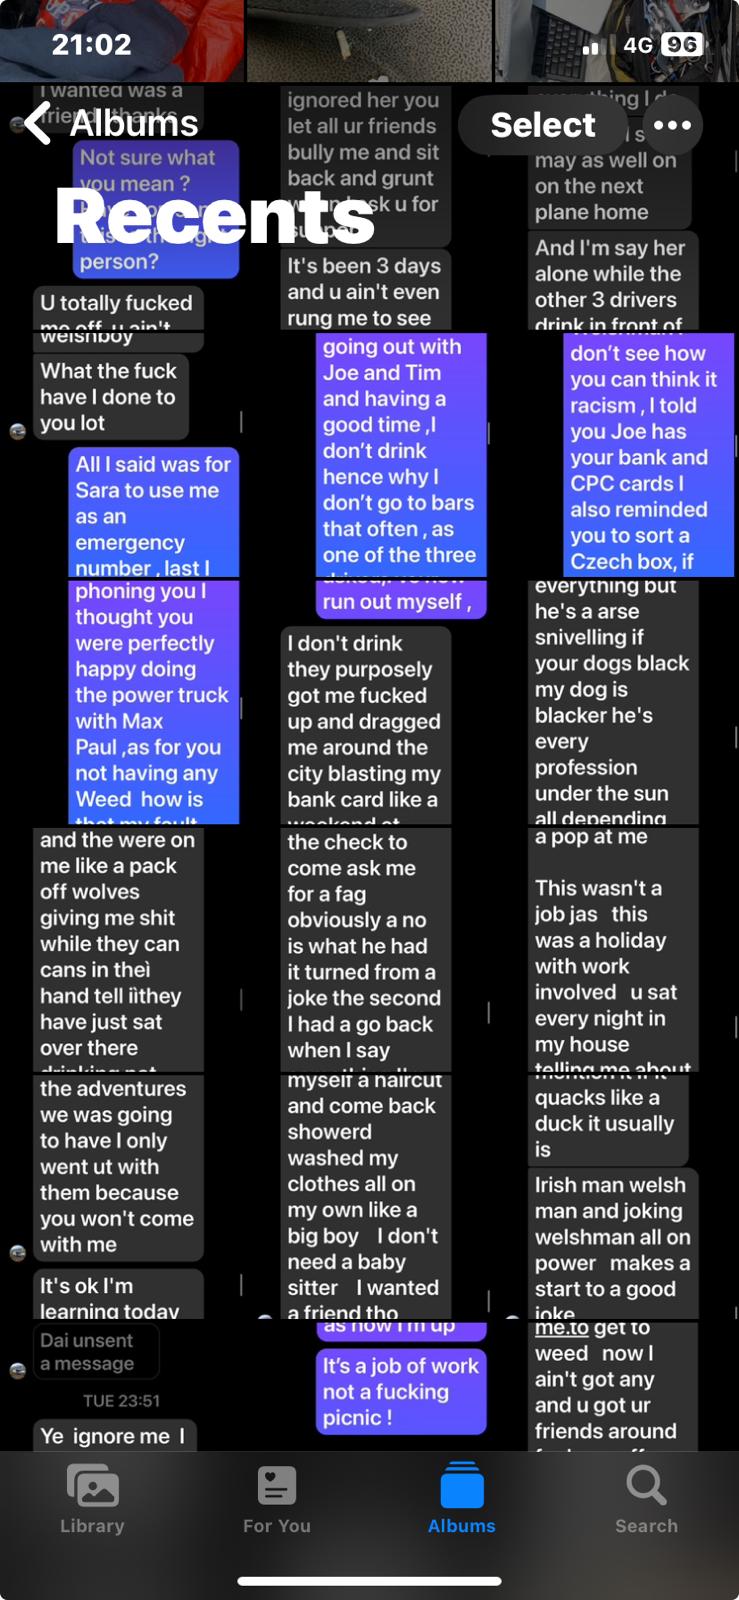 21:02
4G 96
Albums
Select
Recents
I wanted was a
Not sure what
you mean ?
person?
U totally fucked
me off u ain't
ignored her you
let all ur friends
bully me and sit
back and grunt
u for
It's been 3 days
and u ain't even
rung me to see
may as well on
on the next
plane home
And I'm say her
alone while the
other 3 drivers
drink in front of
welshboy
What the fuck
have I done to
you lot
All I said was for
Sara to use me
as an
emergency
number , last I
going out with
Joe and Tim
and having a
good time ,I
don’t drink
hence why I
don’t go to bars
that often , as
one of the three
don’t see how
you can think it
racism , I told
you Joe has
your bank and
CPC cards I
also reminded
you to sort a
Czech box, if
phoning you I
thought you
were perfectly
happy doing
the power truck
with Max
Paul ,as for you
not having any
Weed how is
that my fault
run out myself ,
I don't drink
they purposely
got me fucked
up and dragged
me around the
city blasting my
bank card like a
everything but
he's a arse
snivelling if
your dogs black
my dog is
blacker he's
every
profession
under the sun
all depending
and the were on
me like a pack
off wolves
giving me shit
while they can
cans in theì
hand tell iìthey
have just sat
over there
the check to
come ask me
for a fag
obviously a no
is what he had
it turned from a
joke the second
I had a go back
when I say
a pop at me
This wasn't a
job jas this
was a holiday
with work
involved u sat
every night in
my house
telling me about
the adventures
we was going
to have I only
went ut with
them because
you won't come
with me
It's ok I'm
learning today
myself a haircut
and come back
showerd
washed my
clothes all on
my own like a
big boy I don't
need a baby
sitter I wanted
a friend tho
quacks like a
duck it usually
is
Irish man welsh
man and joking
welshman all on
power makes a
start to a good
joke
Dai unsent
a message
TUE 23:51
Ye ignore me I
as now I'm up
It’s a job of work
not a fucking
picnic !
me.to get to
weed now I
ain't got any
and u got ur
friends around
Library
For You
Albums
Search